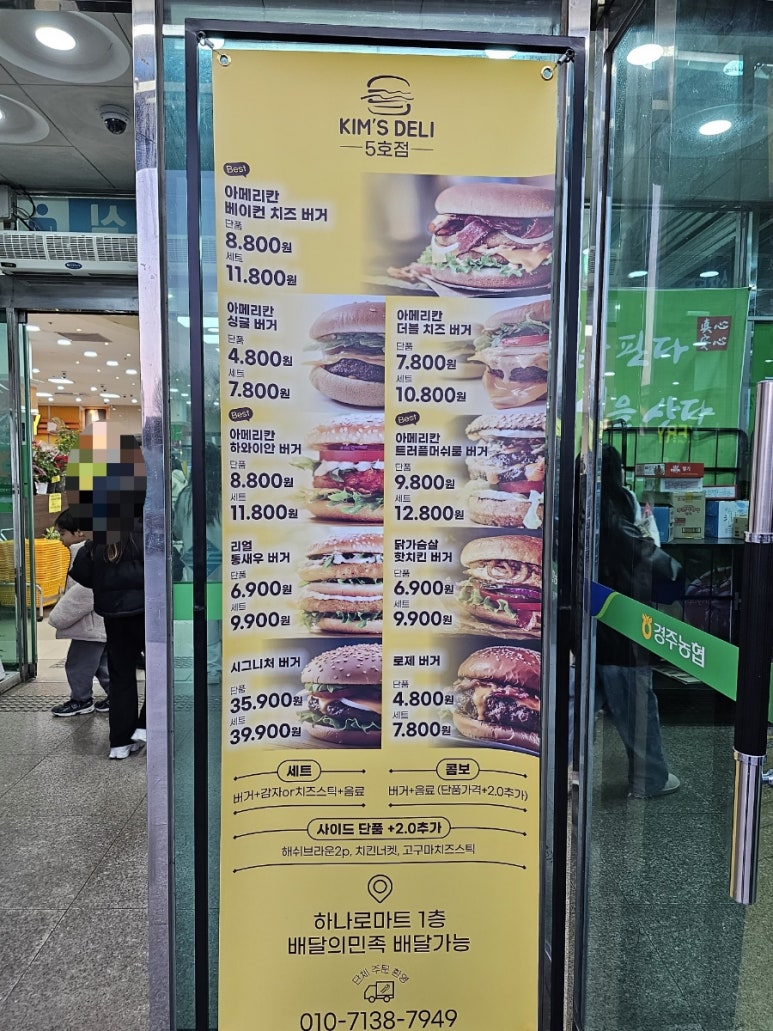 KIM'S DELI
5호점
Best
아메리칸
베이컨 치즈 버거
단품
8.800원
세트
11.800원
아메리칸
싱글 버거
단품
4.800원
세트
7.800원
아메리칸
더블 치즈 버거
단품
7.800원
세트
10.800원
Best
아메리칸
하와이안 버거
단품
8.800원
세트
11.800원
Best
아메리칸
트러플머쉬룸 버거
단품
9.800원
세트
12.800원
리얼
통새우 버거
단품
6.900원
세트
9.900원
닭가슴살
핫치킨 버거
단품
6.900원
세트
9.900원
시그니처 버거
단품
35.900원
세트
39.900원
로제 버거
단품
4.800원
세트
7.800원
세트
버거+감자or치즈스틱+음료
콤보
버거+음료 (단품가격+2.0추가)
사이드 단품 +2.0추가
해쉬브라운2p, 치킨너켓, 고구마치즈스틱
하나로마트 1층
배달의민족 배달가능
단체 주문 환영
010-7138-7949
경주농협